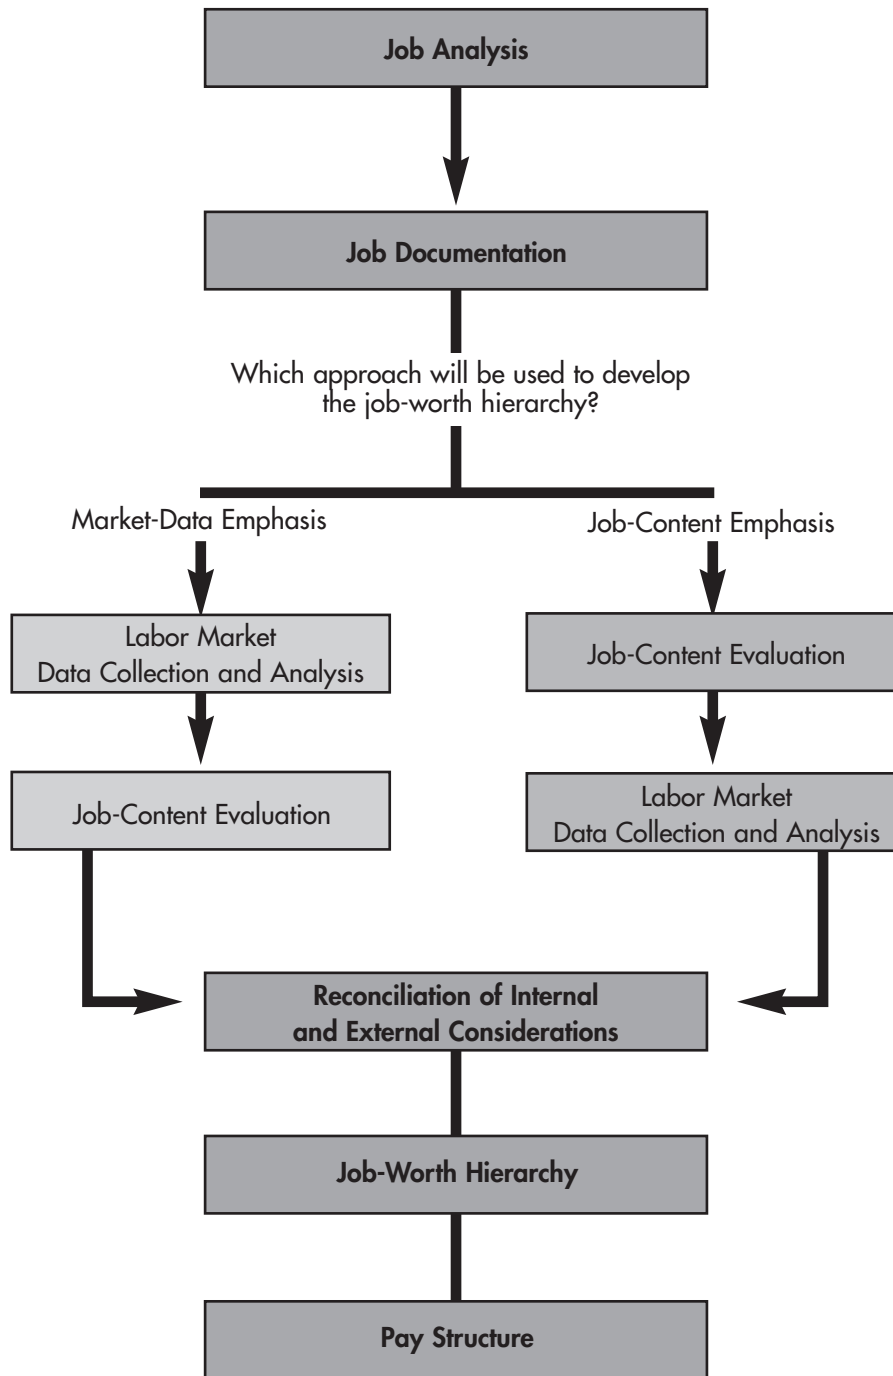 Job Analysis
Job Documentation
Which approach will be used to develop
the job-worth hierarchy?
Market-Data Emphasis
Labor Market
Data Collection and Analysis
Job-Content Evaluation
Job-Content Emphasis
Job-Content Evaluation
Labor Market
Data Collection and Analysis
Reconciliation of Internal
and External Considerations
Job-Worth Hierarchy
Pay Structure